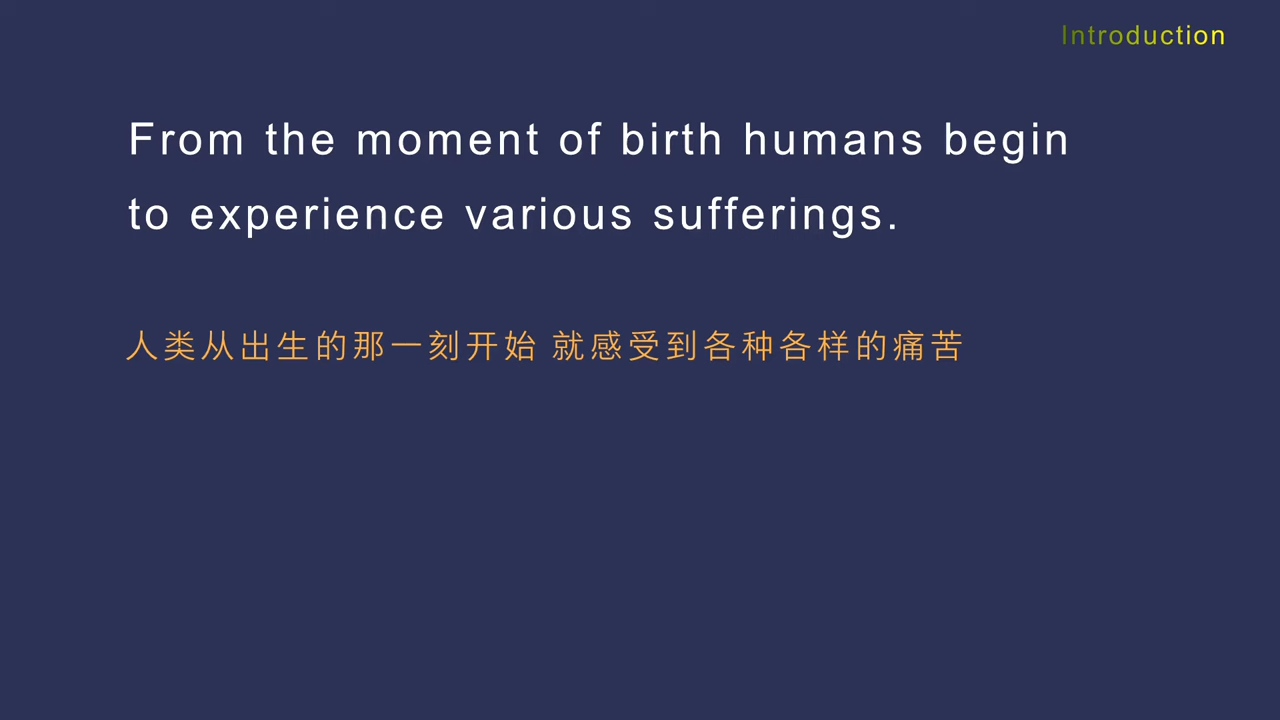 Introduction
From the moment of birth humans begin
to experience various sufferings.
人类从出生的那一刻开始 就感受到各种各样的痛苦